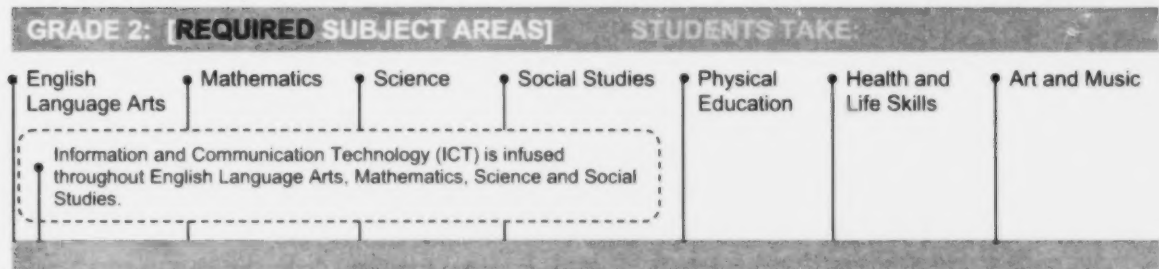 GRADE 2: [REQUIRED SUBJECT AREAS] STUDENTS TAKE:
English
Language Arts
Mathematics
Science
Social Studies
Physical
Education
Health and
Life Skills
Art and Music
Information and Communication Technology (ICT) is infused
throughout English Language Arts, Mathematics, Science and Social
Studies.